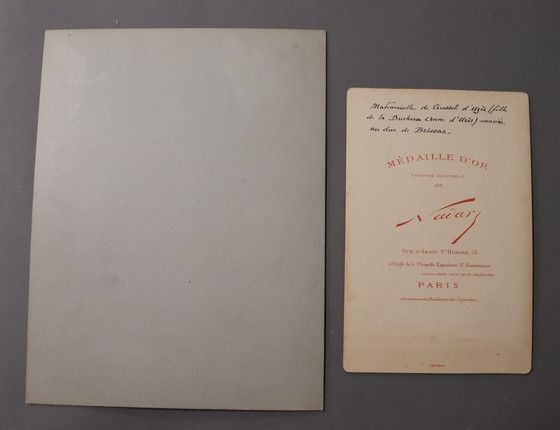 Mademoiselle de Crussol d'Uzès (fille
de la Duchesse Anne d'Uzès) mariée
au duc de Brissac
MÉDAILLE D'OR
EXPOSITION UNIVERSELLE
1878
Nadar
RUE D'ANJOU ST HONORÉ, 51
PARIS